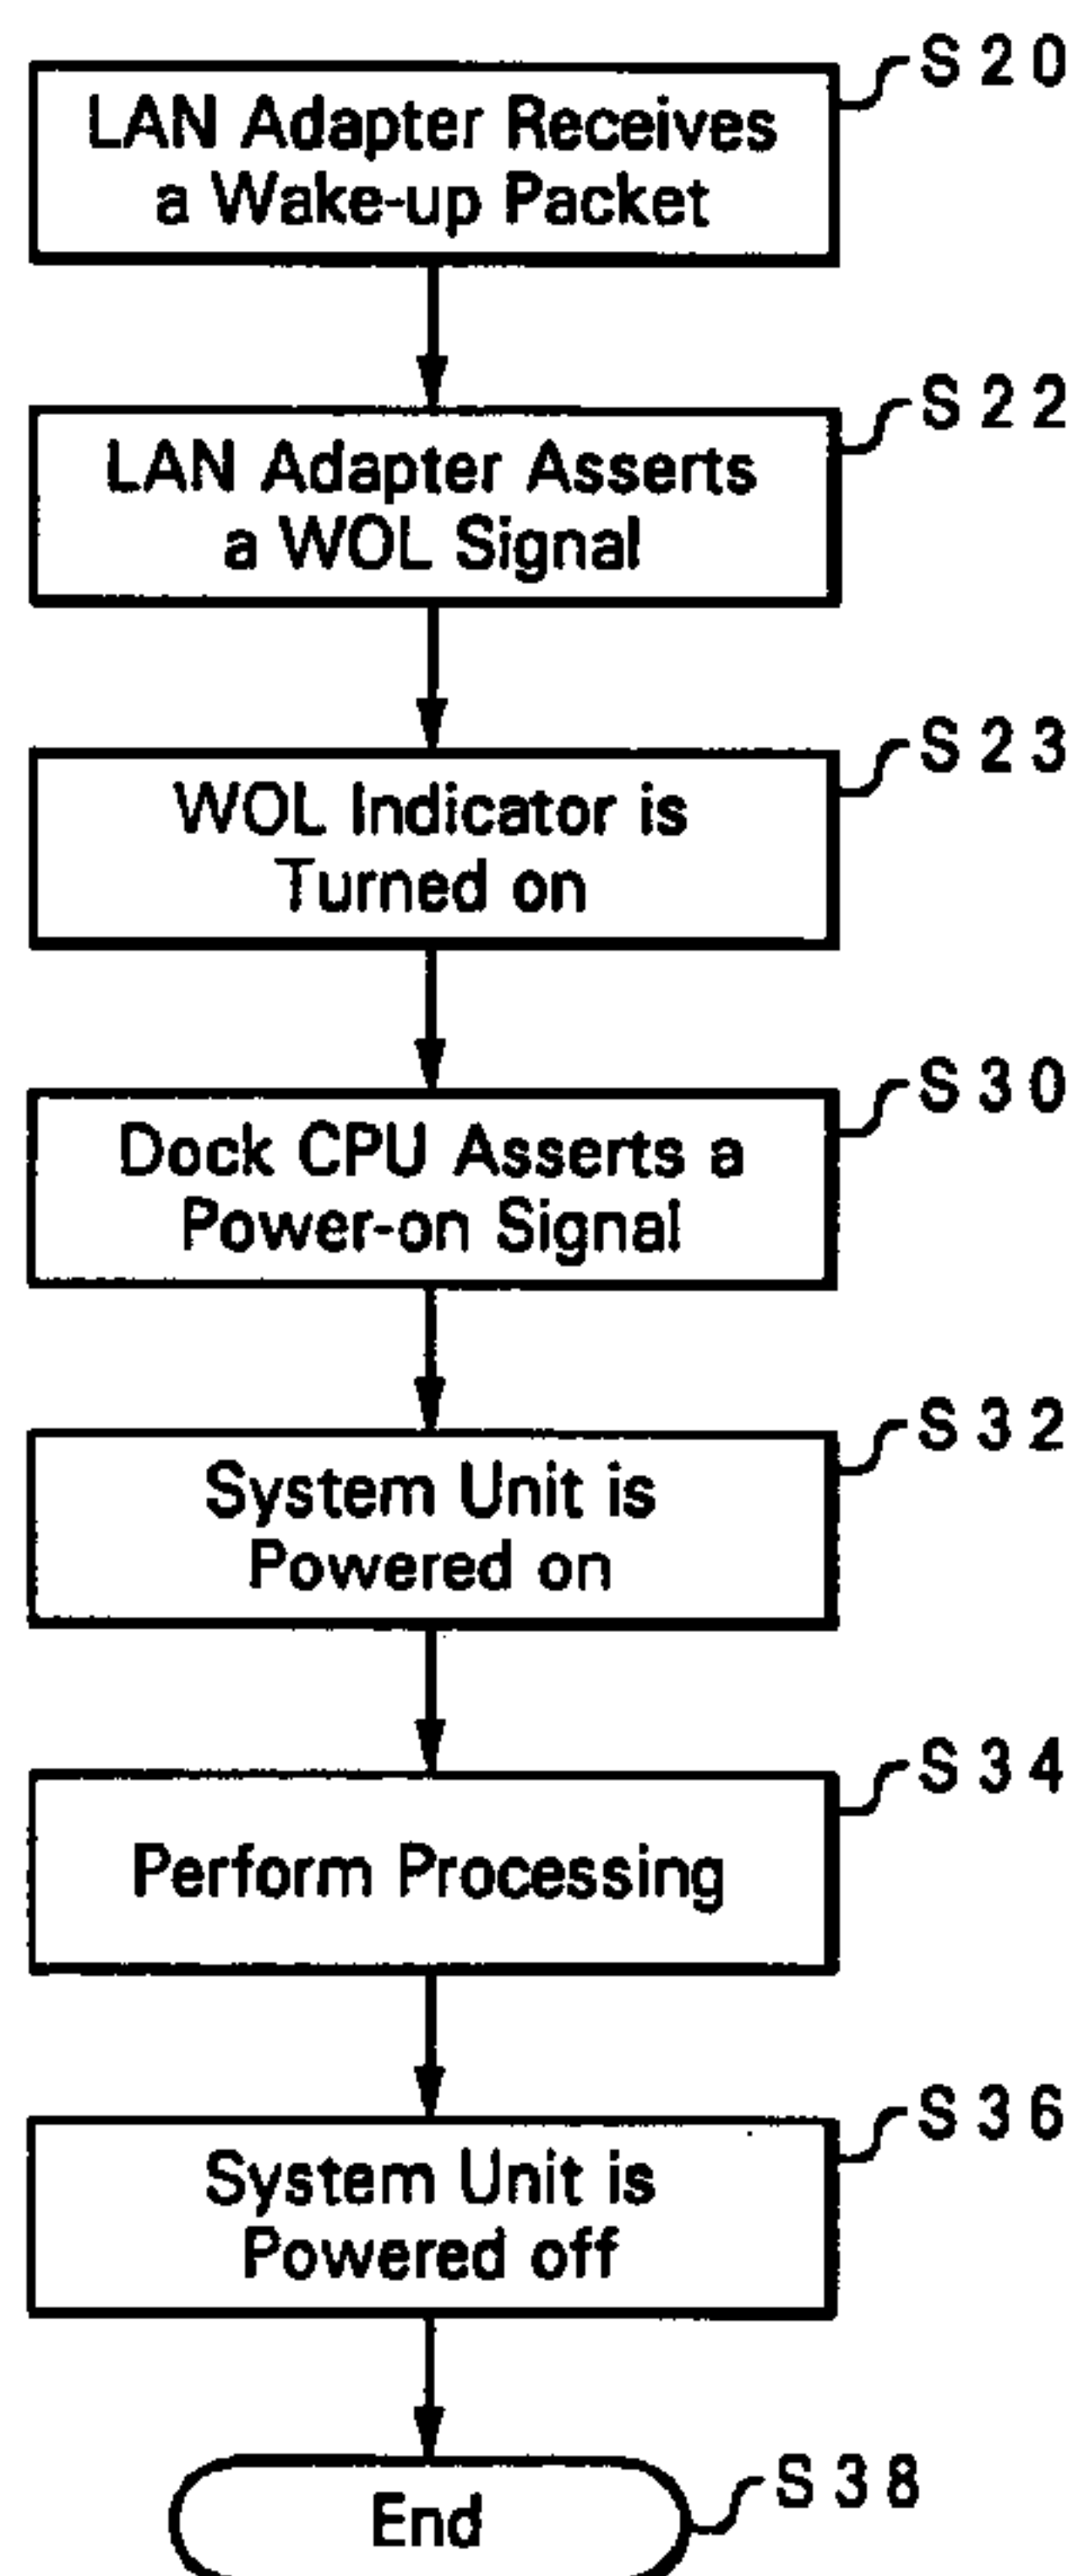 S20
LAN Adapter Receives
a Wake-up Packet
S22
LAN Adapter Asserts
a WOL Signal
S23
WOL Indicator is
Turned on
S30
Dock CPU Asserts a
Power-on Signal
S32
System Unit is
Powered on
S34
Perform Processing
S36
System Unit is
Powered off
S38
End